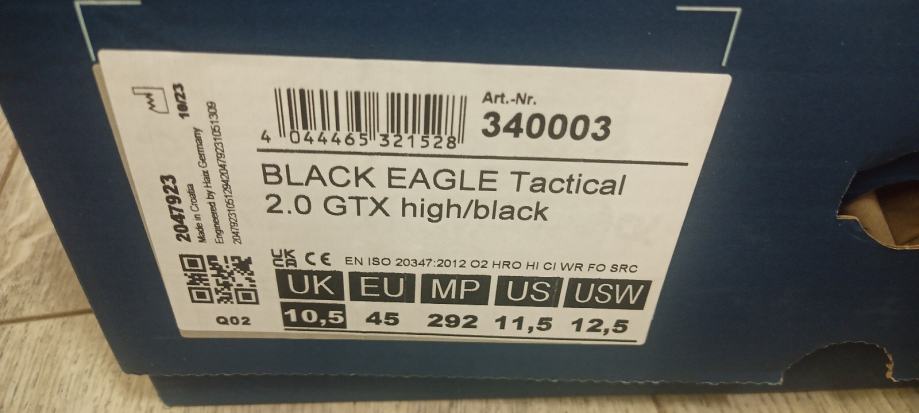 10/23
2047923
Made in Croatia
Engineered by Haix Germany
Q02
4 044465 321528
Art.-Nr.
340003
BLACK EAGLE Tactical
2.0 GTX high/black
UK CA CE EN ISO 20347:2012 O2 HRO HI CI WR FO SRC
UK EU MP US USW
10,5 45 292 11,5 12,5